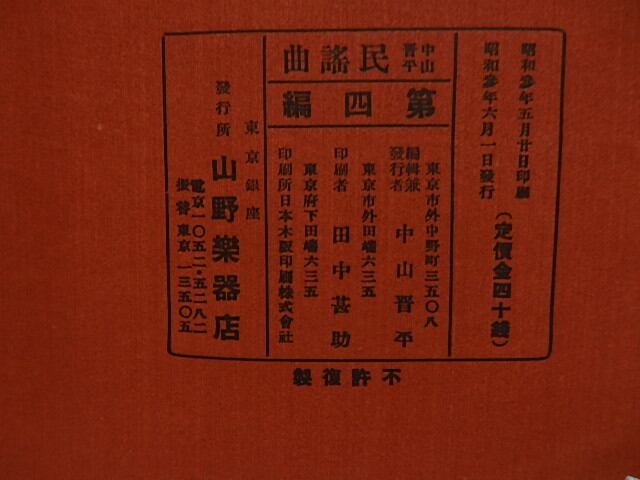 昭和參年五月廿日印刷
昭和參年六月一日發行
(定價金四十錢)
中山晋平民謠曲
第四編
東京市外中野町三五〇八
編輯兼發行者 中山晋平
東京市外田端六三五
印刷者 田中甚助
東京府下田端六三五
印刷所日本木版印刷株式會社
東京銀座
發行所 山野樂器店
電京一〇五二・五二八二
振替東京一三五〇五
不許復製